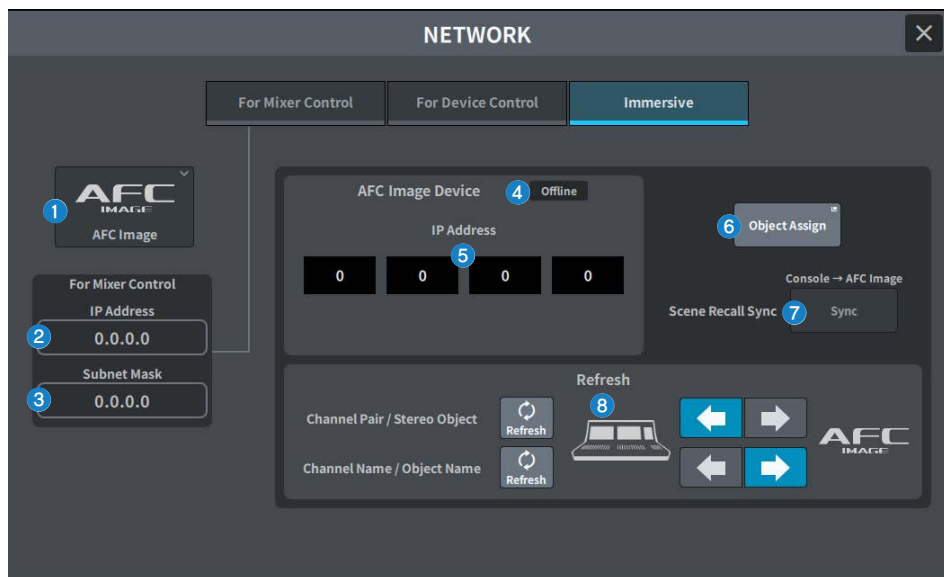 NETWORK
For Mixer Control
For Device Control
Immersive
AFC
IMAGE
1
AFC Image
For Mixer Control
IP Address
2
0.0.0.0
Subnet Mask
3
0.0.0.0
AFC Image Device
4
Offline
IP Address
5
0 0 0 0
6
Object Assign
Console → AFC Image
Scene Recall Sync
7
Sync
Refresh
8
Channel Pair / Stereo Object
Refresh
Channel Name / Object Name
Refresh
AFC
IMAGE